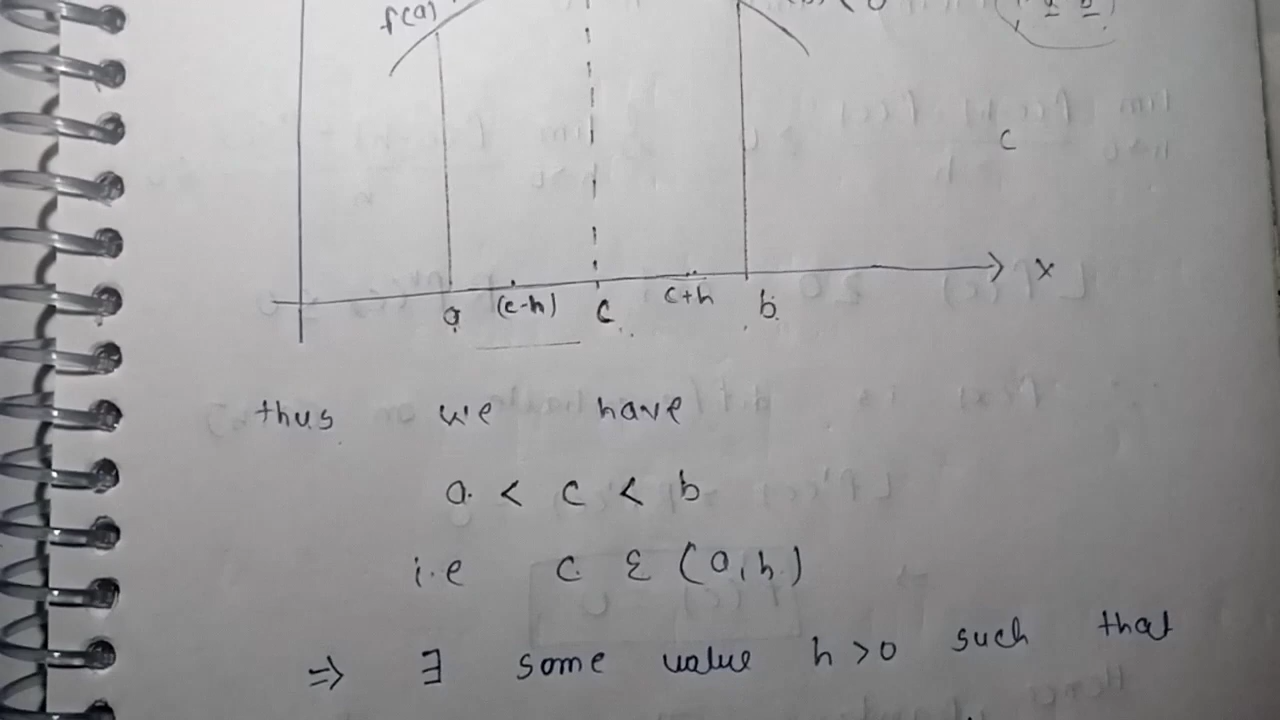 f(a)
c
x
a (c-h) c c+h b
thus we have
a < c < b
i.e c ε (a,b)
⇒ ∃ some value h>0 such that